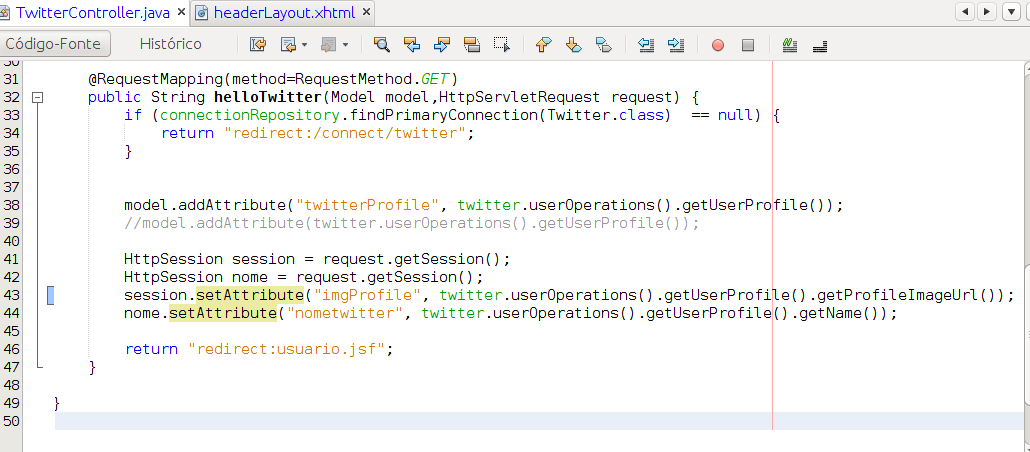 TwitterController.java × headerLayout.xhtml ×
Código-Fonte Histórico
30
31 @RequestMapping(method=RequestMethod.GET)
32 public String helloTwitter(Model model,HttpServletRequest request) {
33 if (connectionRepository.findPrimaryConnection(Twitter.class)  == null) {
34 return "redirect:/connect/twitter";
35 }
36
37
38 model.addAttribute("twitterProfile", twitter.userOperations().getUserProfile());
39 //model.addAttribute(twitter.userOperations().getUserProfile());
40
41 HttpSession session = request.getSession();
42 HttpSession nome = request.getSession();
43 session.setAttribute("imgProfile", twitter.userOperations().getUserProfile().getProfileImageUrl());
44 nome.setAttribute("nometwitter", twitter.userOperations().getUserProfile().getName());
45
46 return "redirect:usuario.jsf";
47 }
48
49 }
50